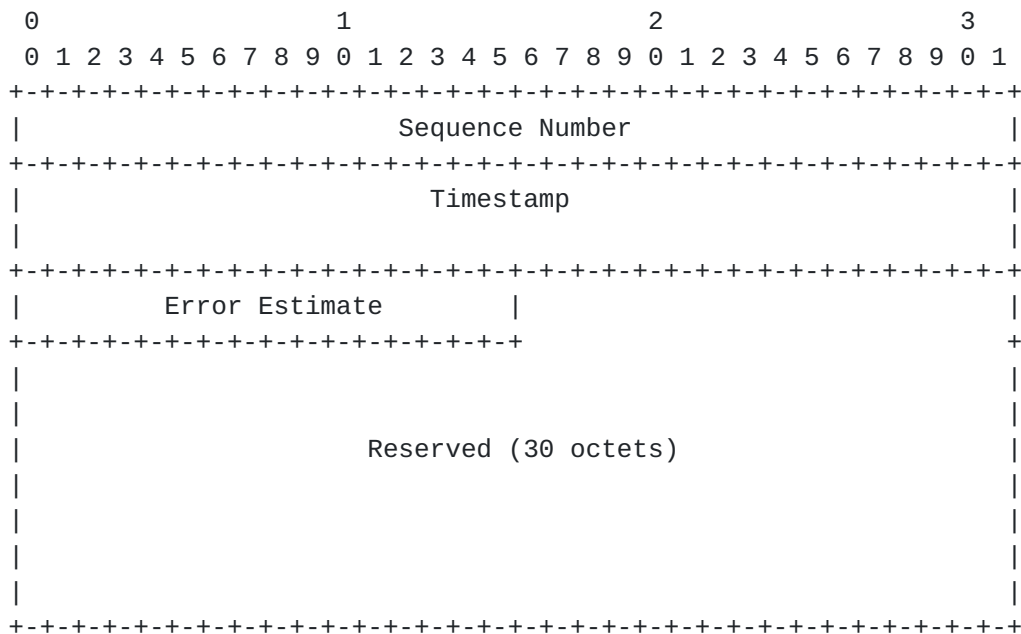 0                   1                   2                   3
 0 1 2 3 4 5 6 7 8 9 0 1 2 3 4 5 6 7 8 9 0 1 2 3 4 5 6 7 8 9 0 1
+-+-+-+-+-+-+-+-+-+-+-+-+-+-+-+-+-+-+-+-+-+-+-+-+-+-+-+-+-+-+-+-+
|                        Sequence Number                        |
+-+-+-+-+-+-+-+-+-+-+-+-+-+-+-+-+-+-+-+-+-+-+-+-+-+-+-+-+-+-+-+-+
|                          Timestamp                            |
|                                                               |
+-+-+-+-+-+-+-+-+-+-+-+-+-+-+-+-+-+-+-+-+-+-+-+-+-+-+-+-+-+-+-+-+
|         Error Estimate        |                               |
+-+-+-+-+-+-+-+-+-+-+-+-+-+-+-+-+                               +
|                                                               |
|                                                               |
|                      Reserved (30 octets)                     |
|                                                               |
|                                                               |
|                                                               |
|                                                               |
+-+-+-+-+-+-+-+-+-+-+-+-+-+-+-+-+-+-+-+-+-+-+-+-+-+-+-+-+-+-+-+-+